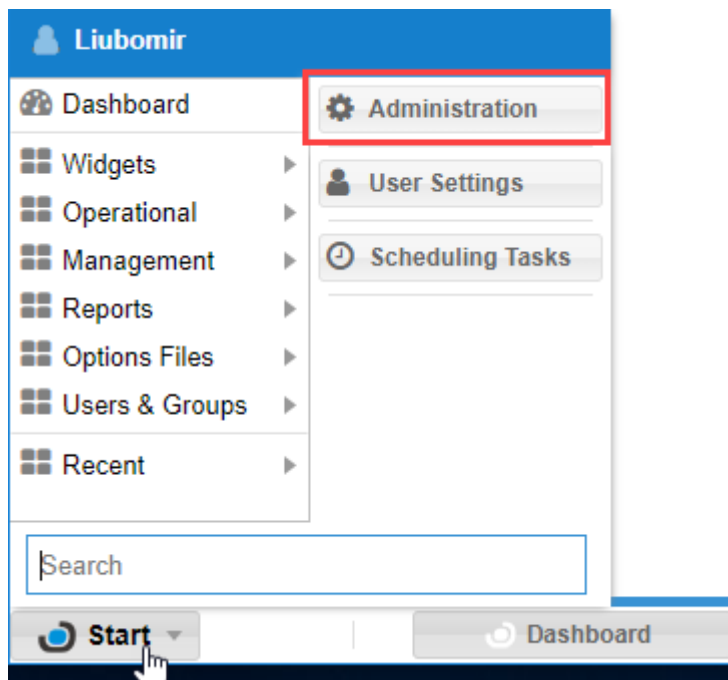 Liubomir
Dashboard
Administration
Widgets
User Settings
Operational
Management
Scheduling Tasks
Reports
Options Files
Users & Groups
Recent
Search
Start
Dashboard